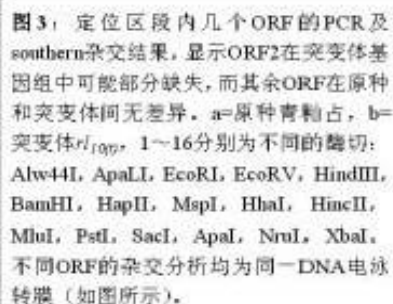 图3：定位区段内几个ORF的PCR及
southern杂交结果，显示ORF2在突变体基
因组中可能部分缺失，而其余ORF在原种
和突变体间无差异。a=原种青籼占，b=
突变体rl10(t)，1～16分别为不同的酶切：
Alw44I，ApaLI，EcoRI，EcoRV，HindIII，
BamHI，HapII，MspI，HhaI，HincII，
MluI，PstI，SacI，ApaI，NruI，XbaI。
不同ORF的杂交分析均为同一DNA电泳
转膜（如图所示）。